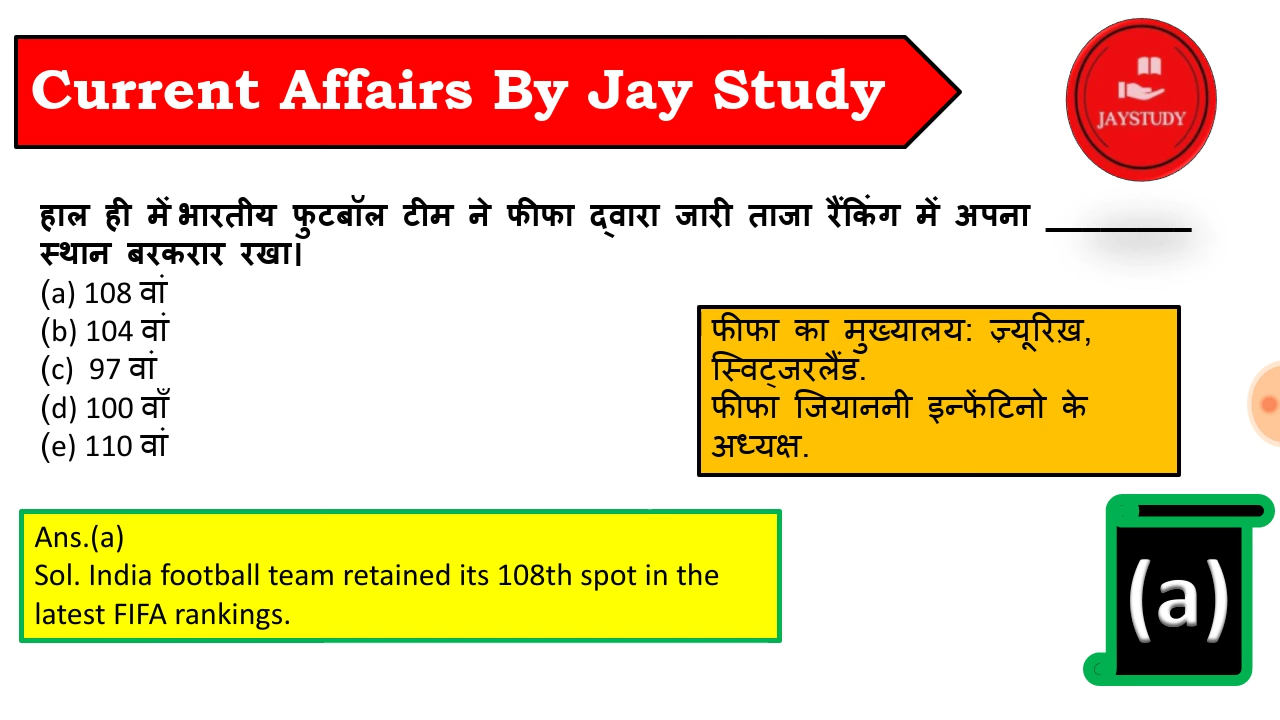 Current Affairs By Jay Study
JAYSTUDY
हाल ही में भारतीय फुटबॉल टीम ने फीफा द्वारा जारी ताजा रैंकिंग में अपना __________
स्थान बरकरार रखा।
(a) 108 वां
(b) 104 वां
(c) 97 वां
(d) 100 वाँ
(e) 110 वां
फीफा का मुख्यालय: ज़्यूरिख़,
स्विट्जरलैंड.
फीफा जियाननी इन्फेंटिनो के
अध्यक्ष.
Ans.(a)
Sol. India football team retained its 108th spot in the
latest FIFA rankings.
(a)